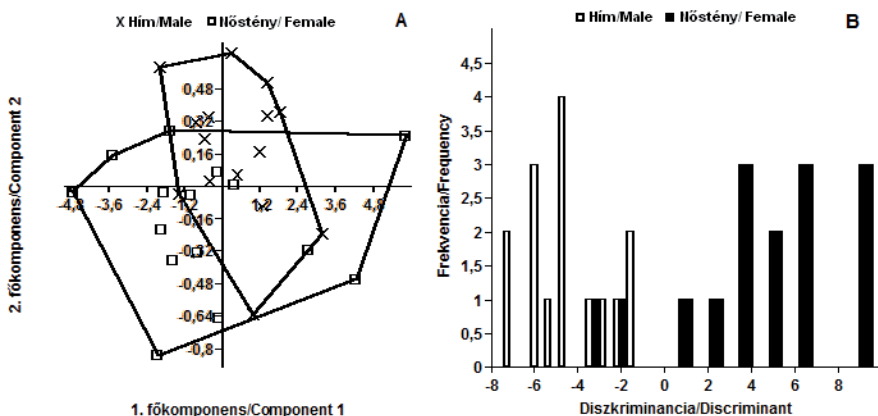 X Hím/Male □ Nőstény/ Female A
0,48
0,32
0,16
-4,8 -3,6 -2,4 -1,2 1,2 2,4 3,6 4,8
-0,16
-0,32
-0,48
-0,64
-0,8
2. főkomponens/Component 2
1. főkomponens/Component 1
Hím/Male Nőstény/ Female B
4,5
4
3,5
3
2,5
2
1,5
1
0,5
0
-8 -6 -4 -2 0 2 4 6 8
Frekvencia/Frequency
Diszkriminancia/Discriminant